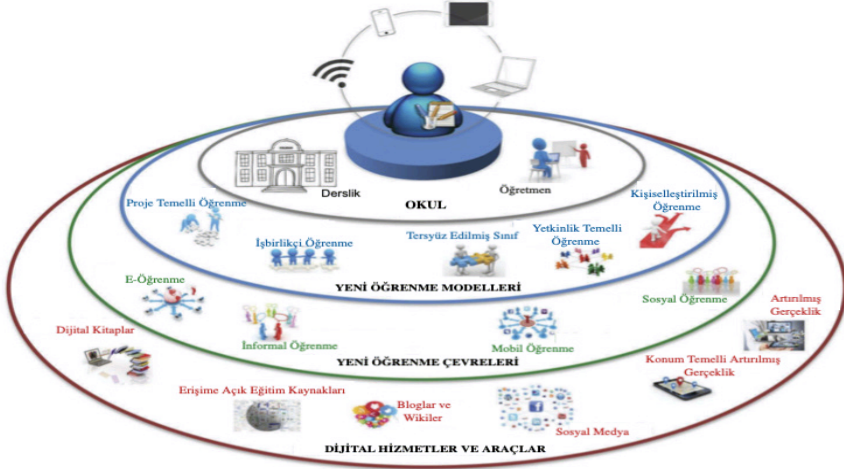 Derslik
Öğretmen
OKUL
Proje Temelli Öğrenme
İşbirlikçi Öğrenme
Tersyüz Edilmiş Sınıf
Yetkinlik Temelli
Öğrenme
Kişiselleştirilmiş
Öğrenme
YENİ ÖĞRENME MODELLERİ
E-Öğrenme
İnformal Öğrenme
Mobil Öğrenme
Sosyal Öğrenme
YENİ ÖĞRENME ÇEVRELERİ
Dijital Kitaplar
Erişime Açık Eğitim Kaynakları
Bloglar ve
Wikiler
Sosyal Medya
Konum Temelli Artırılmış
Gerçeklik
Artırılmış
Gerçeklik
DİJİTAL HİZMETLER VE ARAÇLAR